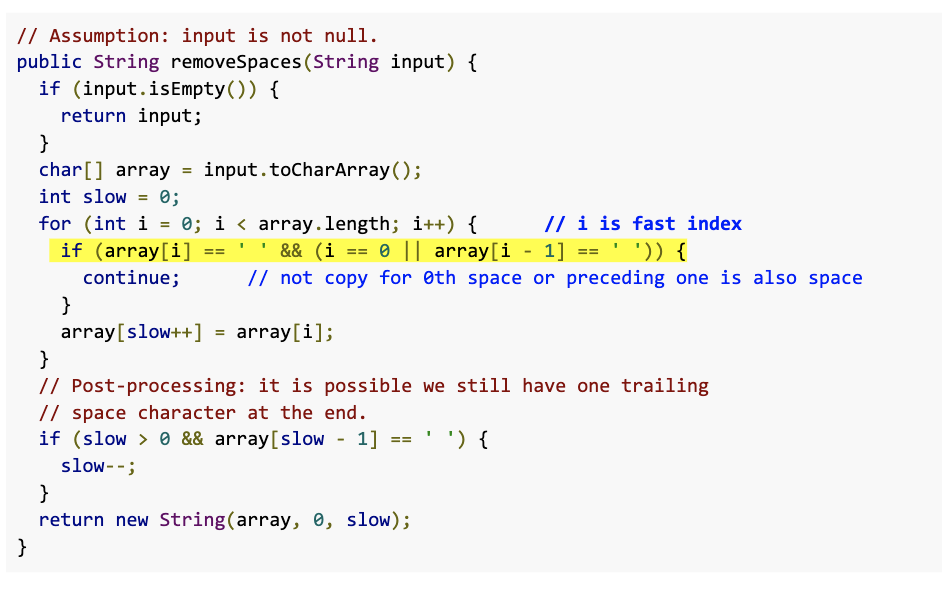 // Assumption: input is not null.
public String removeSpaces(String input) {
  if (input.isEmpty()) {
    return input;
  }
  char[] array = input.toCharArray();
  int slow = 0;
  for (int i = 0; i < array.length; i++) {      // i is fast index
    if (array[i] == ' ' && (i == 0 || array[i - 1] == ' ')) {
      continue;      // not copy for 0th space or preceding one is also space
    }
    array[slow++] = array[i];
  }
  // Post-processing: it is possible we still have one trailing
  // space character at the end.
  if (slow > 0 && array[slow - 1] == ' ') {
    slow--;
  }
  return new String(array, 0, slow);
}